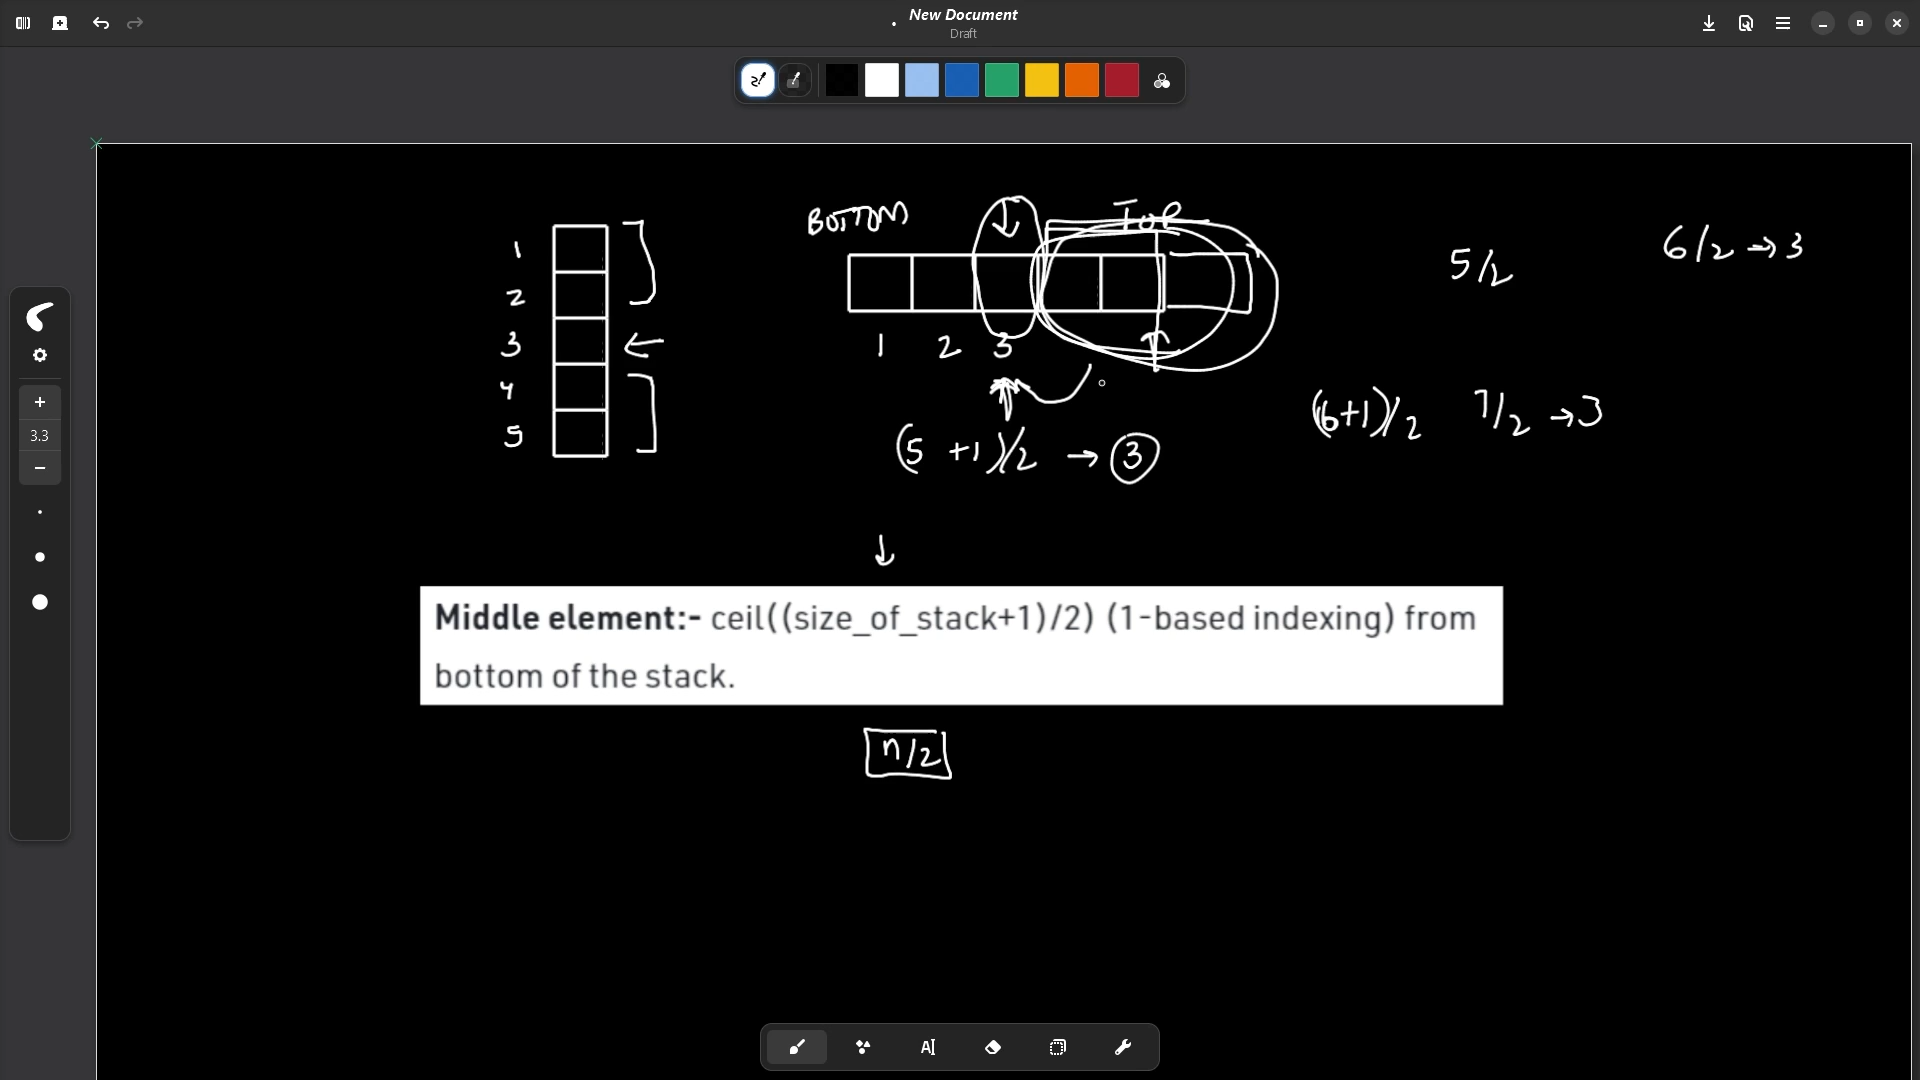 New Document
Draft
BOTTOM
TOP
1
2
3
4
5
1 2 3
5/2
6/2 → 3
(5 +1)/2 → 3
(6+1)/2 7/2 → 3
Middle element:- ceil((size_of_stack+1)/2) (1-based indexing) from
bottom of the stack.
n/2
+
3.3
−
AI